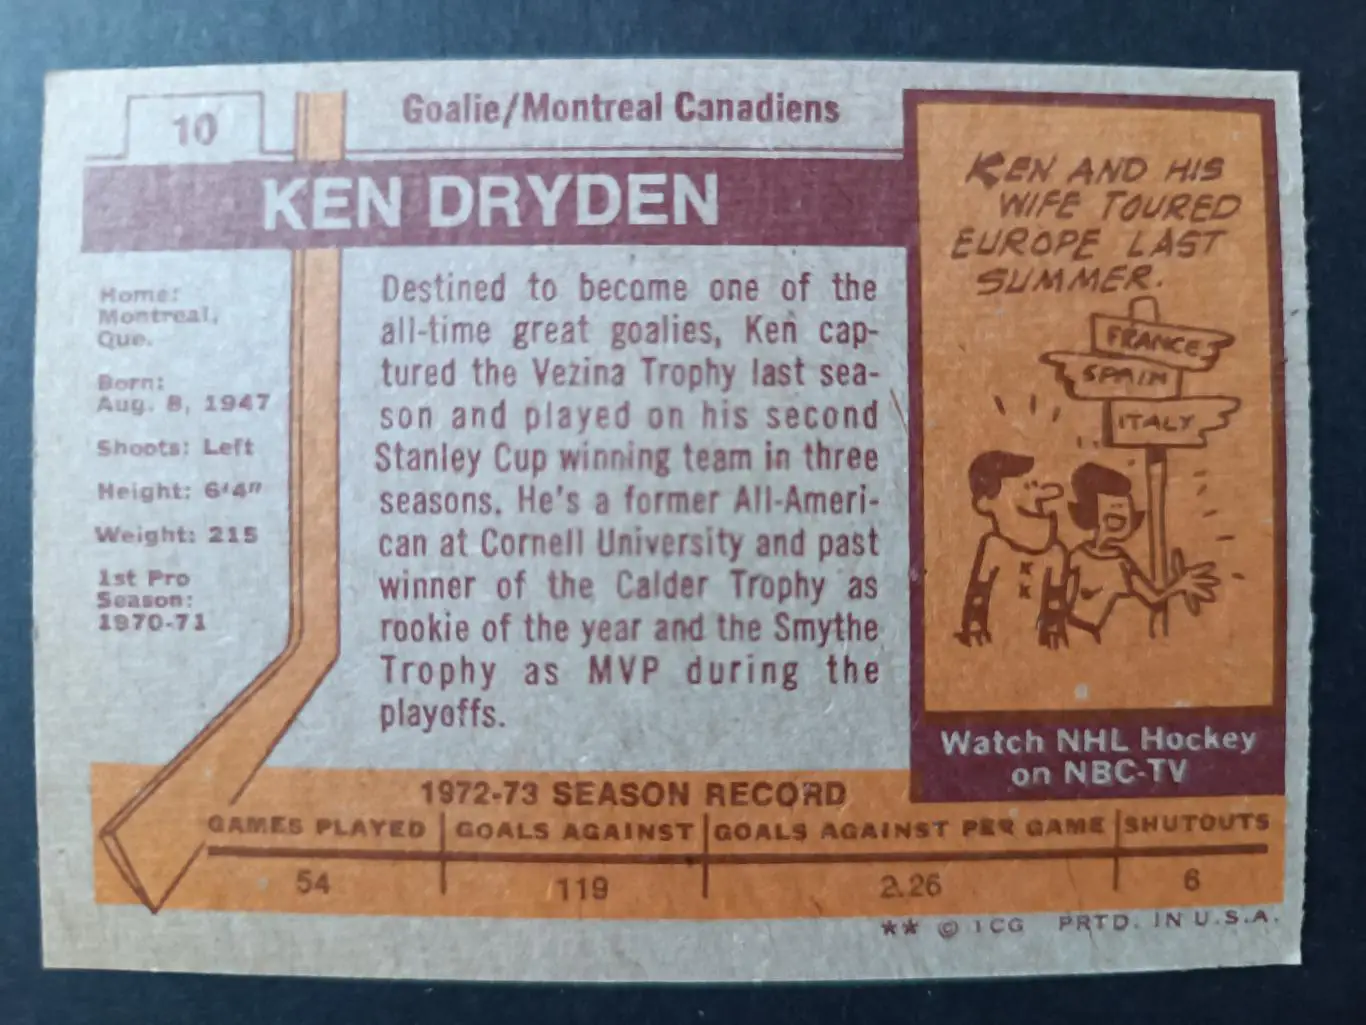 10
Goalie/Montreal Canadiens
KEN DRYDEN
Home:
Montreal,
Que.
Born:
Aug. 8, 1947
Shoots: Left
Height: 6'4"
Weight: 215
1st Pro
Season:
1970-71
Destined to become one of the
all-time great goalies, Ken cap-
tured the Vezina Trophy last sea-
son and played on his second
Stanley Cup winning team in three
seasons. He's a former All-Ameri-
can at Cornell University and past
winner of the Calder Trophy as
rookie of the year and the Smythe
Trophy as MVP during the
playoffs.
KEN AND HIS
WIFE TOURED
EUROPE LAST
SUMMER.
FRANCE
SPAIN
ITALY
Watch NHL Hockey
on NBC-TV
1972-73 SEASON RECORD
GAMES PLAYED GOALS AGAINST GOALS AGAINST PER GAME SHUTOUTS
54 119 2.26 6
** © ICG PRTD. IN U.S.A.